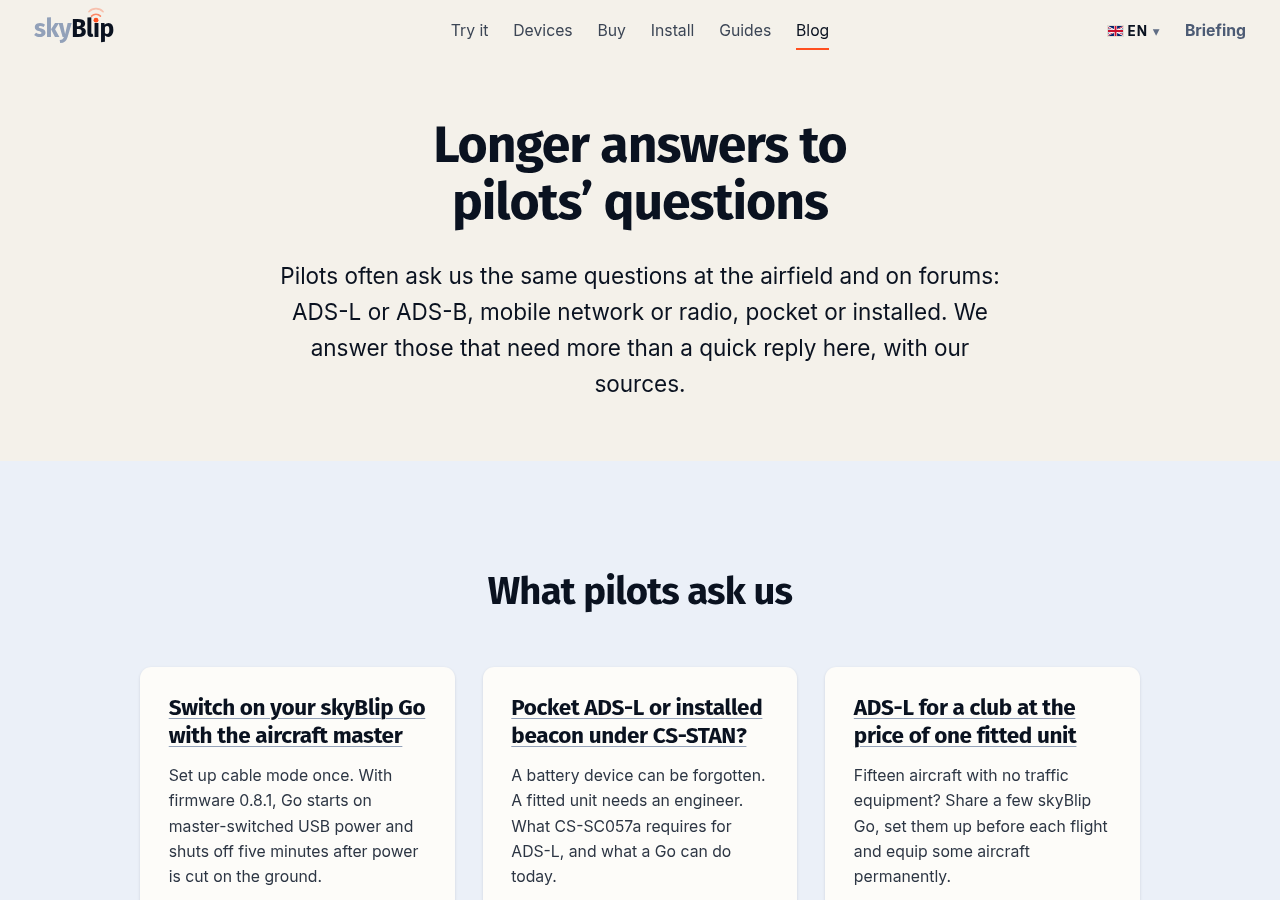 skyBlip
Try it
Devices
Buy
Install
Guides
Blog
EN
Briefing
Longer answers to
pilots’ questions
Pilots often ask us the same questions at the airfield and on forums:
ADS-L or ADS-B, mobile network or radio, pocket or installed. We
answer those that need more than a quick reply here, with our
sources.
What pilots ask us
Switch on your skyBlip Go
with the aircraft master
Set up cable mode once. With
firmware 0.8.1, Go starts on
master-switched USB power and
shuts off five minutes after power
is cut on the ground.
Pocket ADS-L or installed
beacon under CS-STAN?
A battery device can be forgotten.
A fitted unit needs an engineer.
What CS-SC057a requires for
ADS-L, and what a Go can do
today.
ADS-L for a club at the
price of one fitted unit
Fifteen aircraft with no traffic
equipment? Share a few skyBlip
Go, set them up before each flight
and equip some aircraft
permanently.